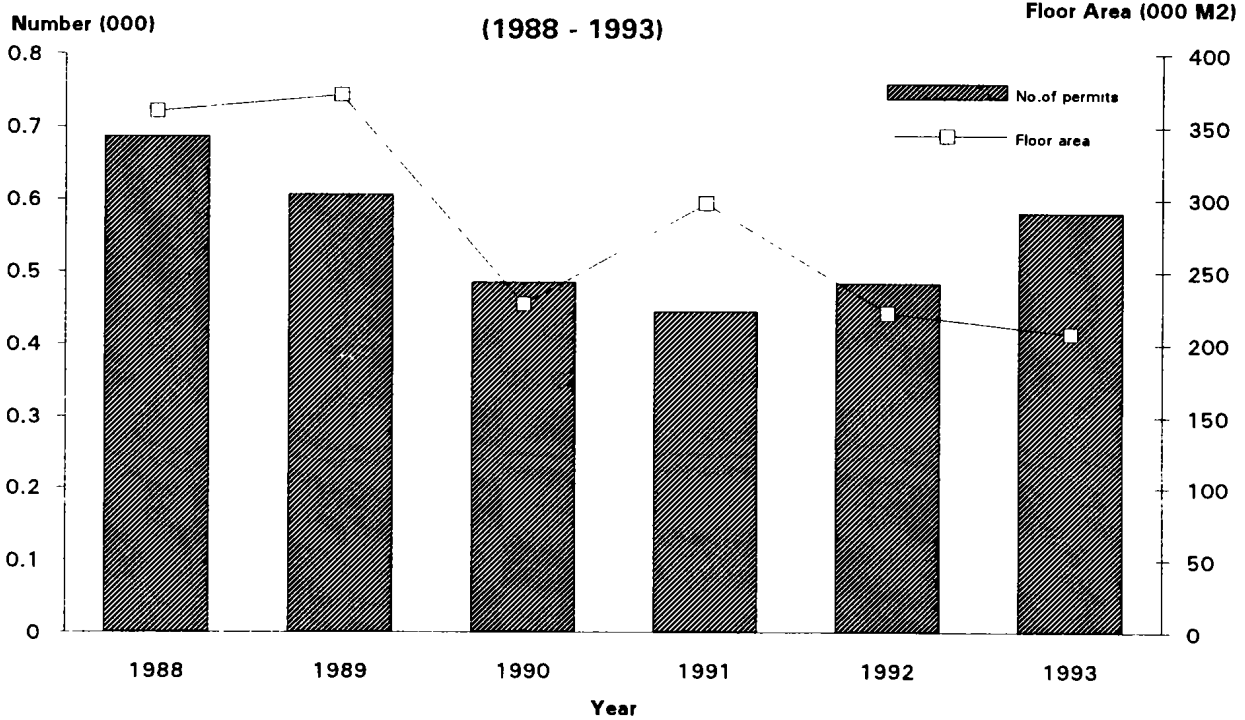 Number (000)
(1988 - 1993)
Floor Area (000 M2)
0.8
0.7
0.6
0.5
0.4
0.3
0.2
0.1
0
400
350
300
250
200
150
100
50
0
No.of permits
Floor area
1988 1989 1990 1991 1992 1993
Year